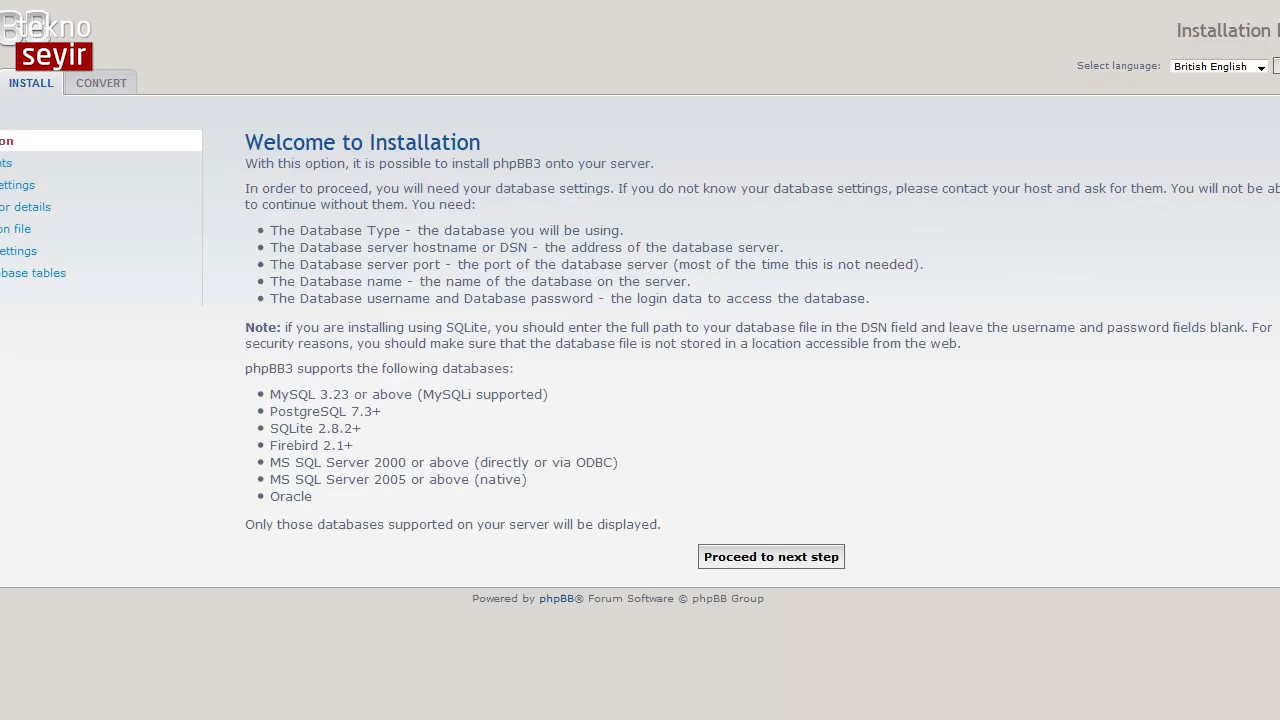 tekno
seyir
Installation
Select language: British English
INSTALL CONVERT
on
nts
ettings
or details
on file
ettings
base tables
Welcome to Installation
With this option, it is possible to install phpBB3 onto your server.
In order to proceed, you will need your database settings. If you do not know your database settings, please contact your host and ask for them. You will not be ab
to continue without them. You need:
• The Database Type - the database you will be using.
• The Database server hostname or DSN - the address of the database server.
• The Database server port - the port of the database server (most of the time this is not needed).
• The Database name - the name of the database on the server.
• The Database username and Database password - the login data to access the database.
Note: if you are installing using SQLite, you should enter the full path to your database file in the DSN field and leave the username and password fields blank. For
security reasons, you should make sure that the database file is not stored in a location accessible from the web.
phpBB3 supports the following databases:
• MySQL 3.23 or above (MySQLi supported)
• PostgreSQL 7.3+
• SQLite 2.8.2+
• Firebird 2.1+
• MS SQL Server 2000 or above (directly or via ODBC)
• MS SQL Server 2005 or above (native)
• Oracle
Only those databases supported on your server will be displayed.
Proceed to next step
Powered by phpBB® Forum Software © phpBB Group